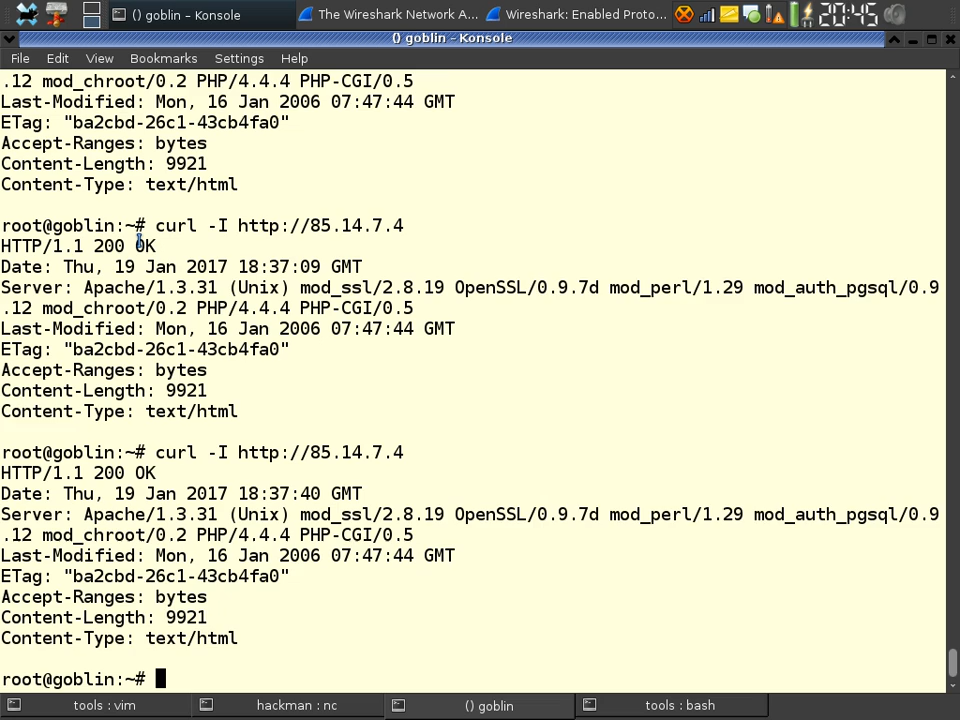 () goblin – Konsole
The Wireshark Network A...
Wireshark: Enabled Proto...
20:45
() goblin – Konsole
File Edit View Bookmarks Settings Help
.12 mod_chroot/0.2 PHP/4.4.4 PHP-CGI/0.5
Last-Modified: Mon, 16 Jan 2006 07:47:44 GMT
ETag: "ba2cbd-26c1-43cb4fa0"
Accept-Ranges: bytes
Content-Length: 9921
Content-Type: text/html
root@goblin:~# curl -I http://85.14.7.4
HTTP/1.1 200 OK
Date: Thu, 19 Jan 2017 18:37:09 GMT
Server: Apache/1.3.31 (Unix) mod_ssl/2.8.19 OpenSSL/0.9.7d mod_perl/1.29 mod_auth_pgsql/0.9
.12 mod_chroot/0.2 PHP/4.4.4 PHP-CGI/0.5
Last-Modified: Mon, 16 Jan 2006 07:47:44 GMT
ETag: "ba2cbd-26c1-43cb4fa0"
Accept-Ranges: bytes
Content-Length: 9921
Content-Type: text/html
root@goblin:~# curl -I http://85.14.7.4
HTTP/1.1 200 OK
Date: Thu, 19 Jan 2017 18:37:40 GMT
Server: Apache/1.3.31 (Unix) mod_ssl/2.8.19 OpenSSL/0.9.7d mod_perl/1.29 mod_auth_pgsql/0.9
.12 mod_chroot/0.2 PHP/4.4.4 PHP-CGI/0.5
Last-Modified: Mon, 16 Jan 2006 07:47:44 GMT
ETag: "ba2cbd-26c1-43cb4fa0"
Accept-Ranges: bytes
Content-Length: 9921
Content-Type: text/html
root@goblin:~#
tools : vim
hackman : nc
() goblin
tools : bash